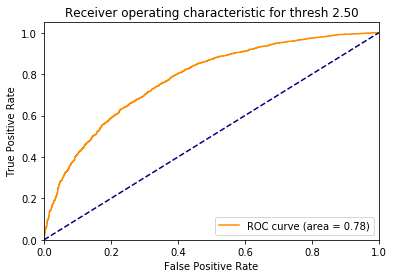 Receiver operating characteristic for thresh 2.50
True Positive Rate
1.0
0.8
0.6
0.4
0.2
0.0
ROC curve (area = 0.78)
0.0 0.2 0.4 0.6 0.8 1.0
False Positive Rate